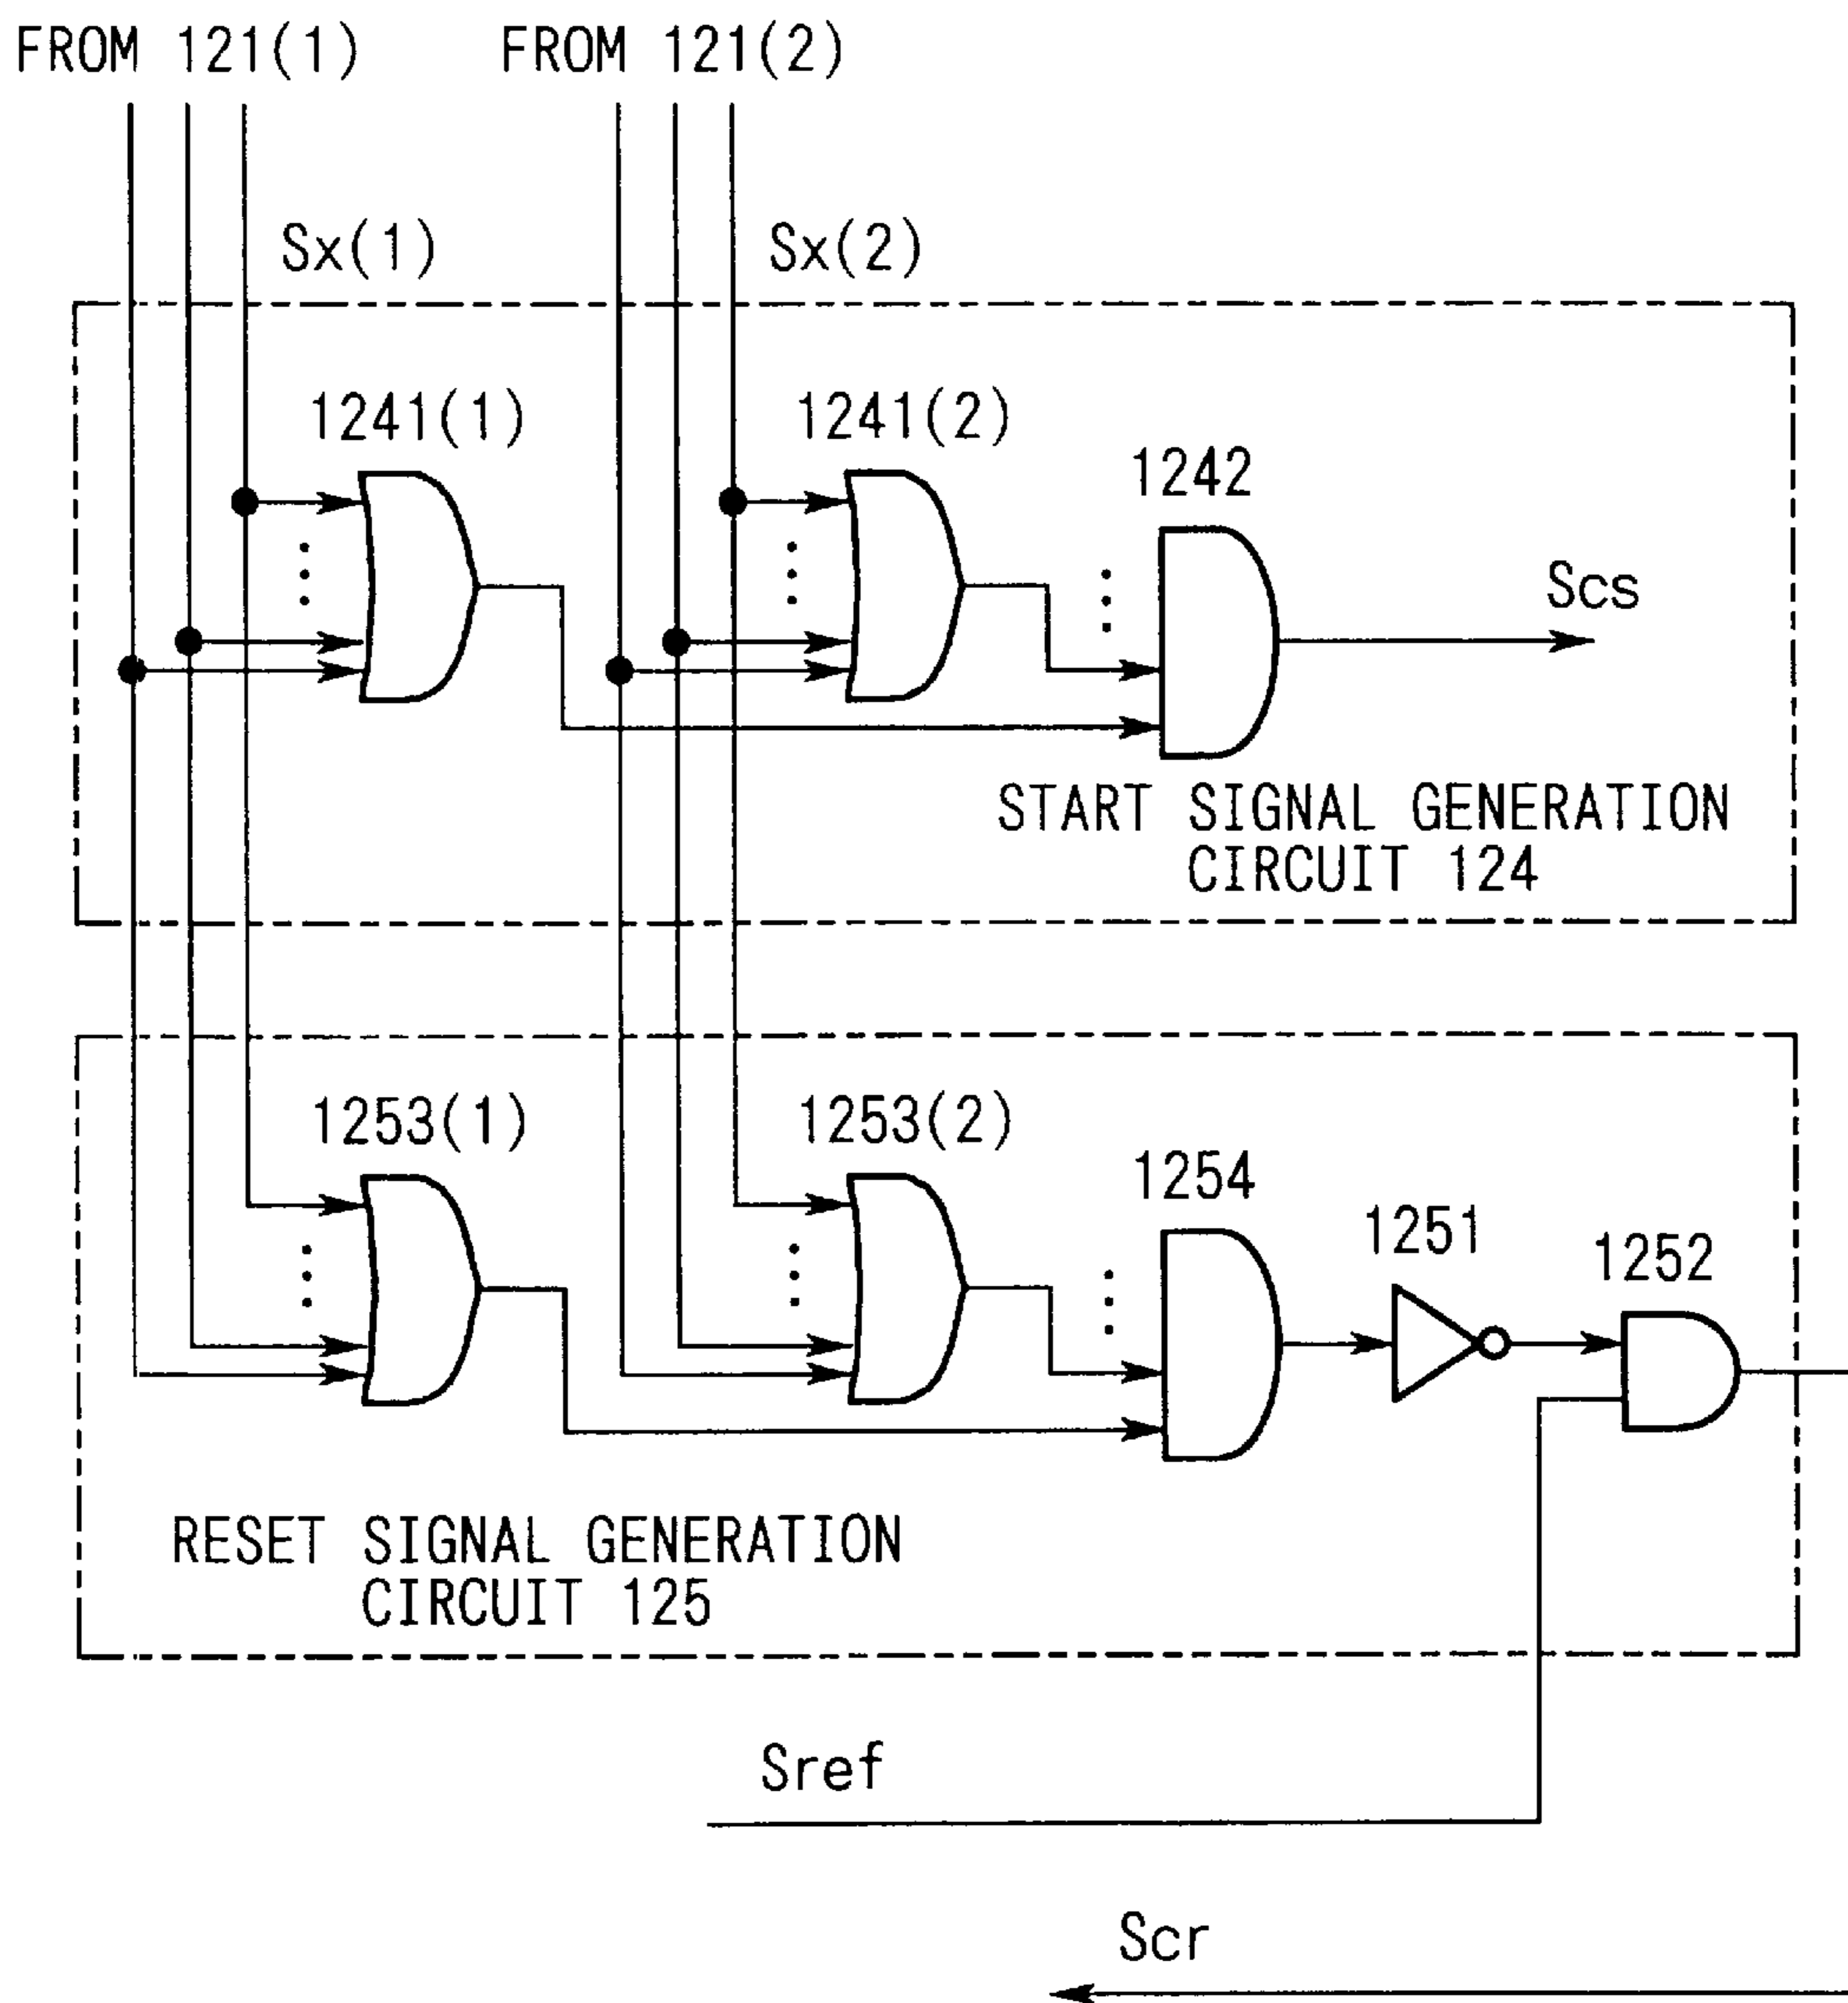 FROM 121(1)
FROM 121(2)
Sx(1)
Sx(2)
1241(1)
1241(2)
1242
Scs
START SIGNAL GENERATION
CIRCUIT 124
1253(1)
1253(2)
1254
1251
1252
RESET SIGNAL GENERATION
CIRCUIT 125
Sref
Scr